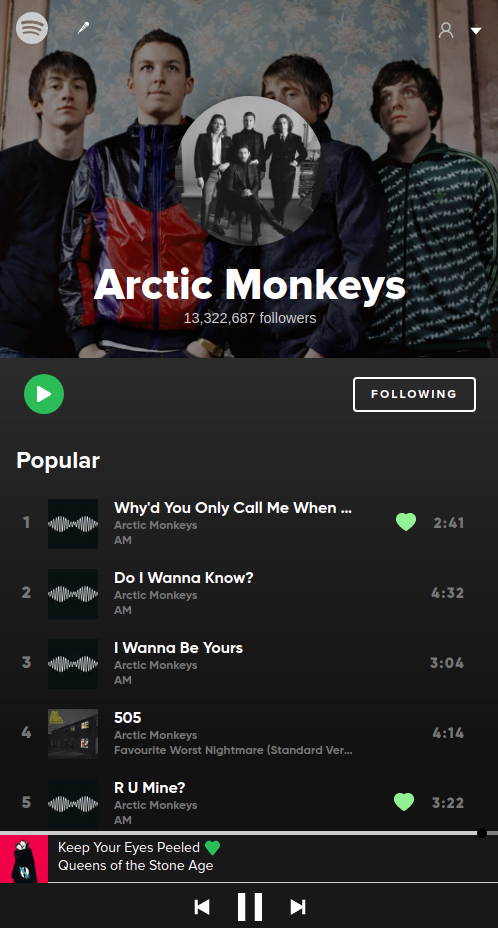 Arctic Monkeys
13,322,687 followers
FOLLOWING
Popular
1 Why'd You Only Call Me When ... 2:41
Arctic Monkeys
AM
2 Do I Wanna Know? 4:32
Arctic Monkeys
AM
3 I Wanna Be Yours 3:04
Arctic Monkeys
AM
4 505 4:14
Arctic Monkeys
Favourite Worst Nightmare (Standard Ver...
5 R U Mine? 3:22
Arctic Monkeys
AM
Keep Your Eyes Peeled
Queens of the Stone Age